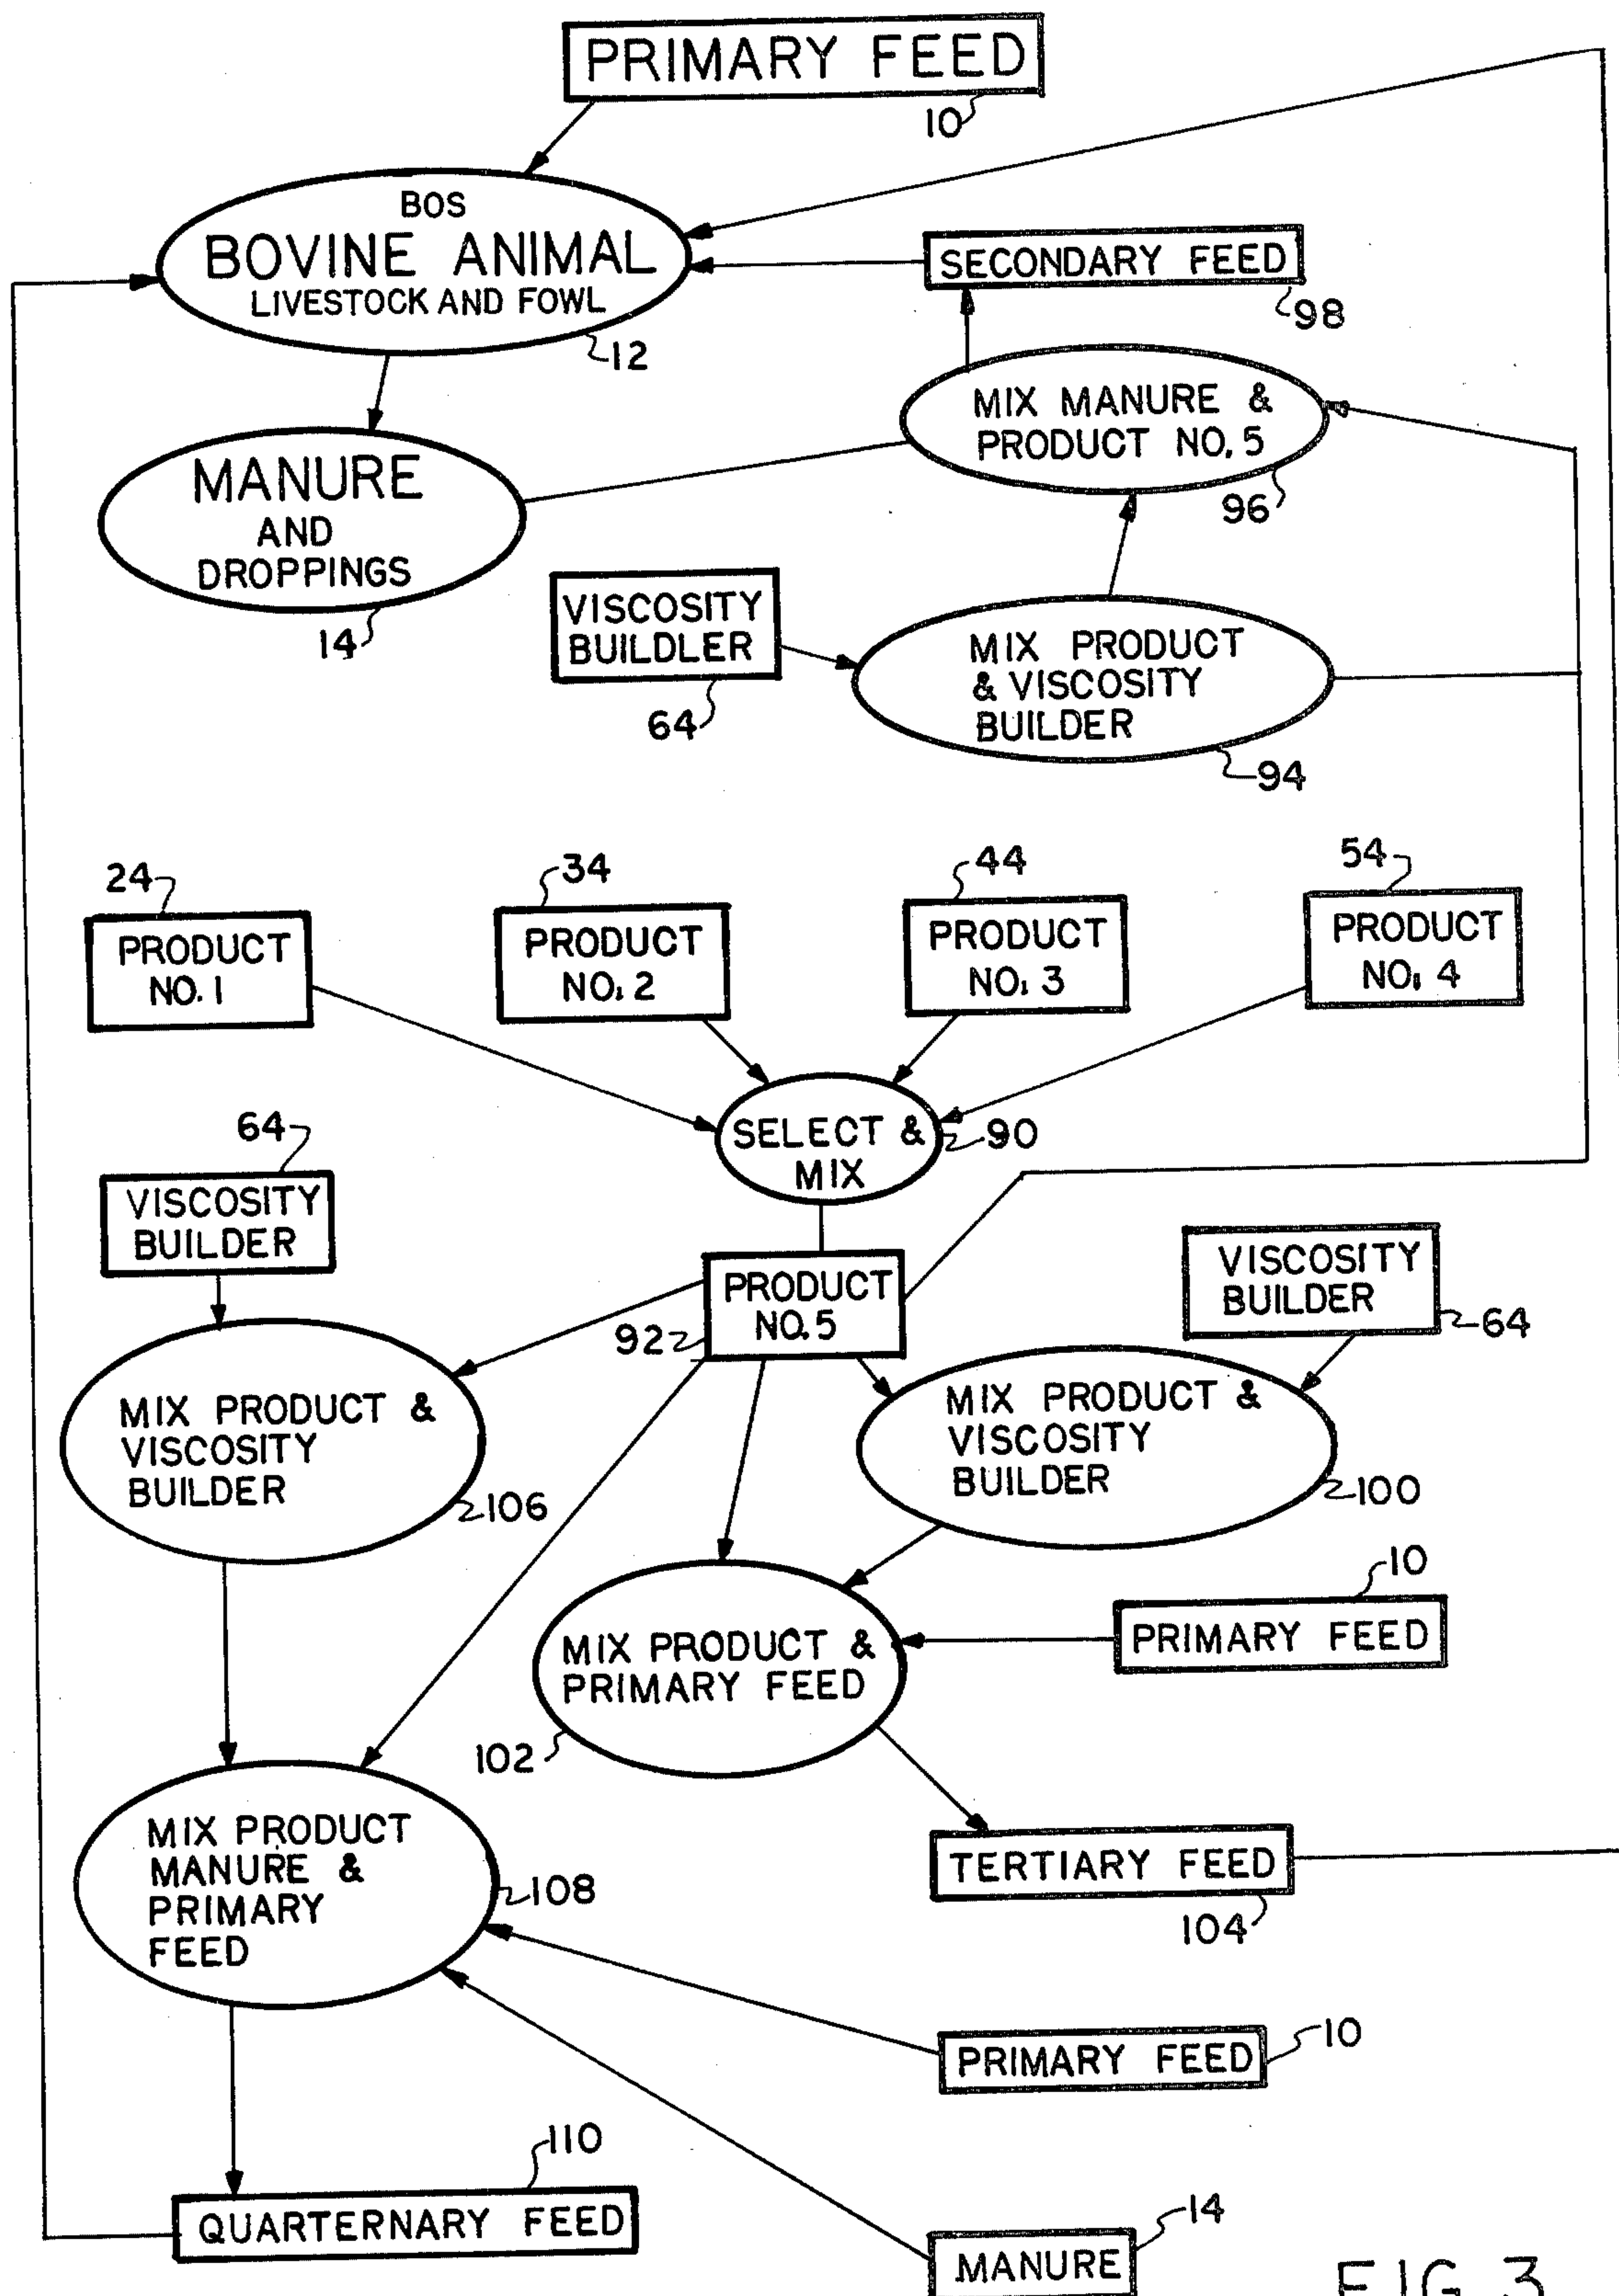 PRIMARY FEED
10
BOS
BOVINE ANIMAL
LIVESTOCK AND FOWL
12
SECONDARY FEED
98
MIX MANURE &
PRODUCT NO. 5
96
MANURE
AND
DROPPINGS
14
VISCOSITY
BUILDLER
64
MIX PRODUCT
& VISCOSITY
BUILDER
94
24
PRODUCT
NO. 1
34
PRODUCT
NO. 2
44
PRODUCT
NO. 3
54
PRODUCT
NO. 4
SELECT &
MIX
90
64
VISCOSITY
BUILDER
PRODUCT
NO. 5
92
VISCOSITY
BUILDER
64
MIX PRODUCT &
VISCOSITY
BUILDER
106
MIX PRODUCT &
VISCOSITY
BUILDER
100
10
PRIMARY FEED
MIX PRODUCT &
PRIMARY FEED
102
MIX PRODUCT
MANURE &
PRIMARY
FEED
108
TERTIARY FEED
104
PRIMARY FEED
10
110
QUARTERNARY FEED
14
MANURE
FIG. 3